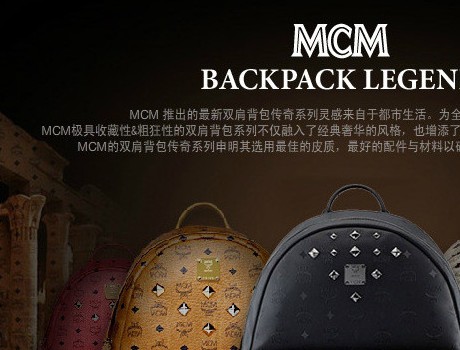 MCM
BACKPACK LEGEN
MCM 推出的最新双肩背包传奇系列灵感来自于都市生活。为全
MCM极具收藏性&粗狂性的双肩背包系列不仅融入了经典奢华的风格，也增添了
MCM的双肩背包传奇系列申明其选用最佳的皮质，最好的配件与材料以